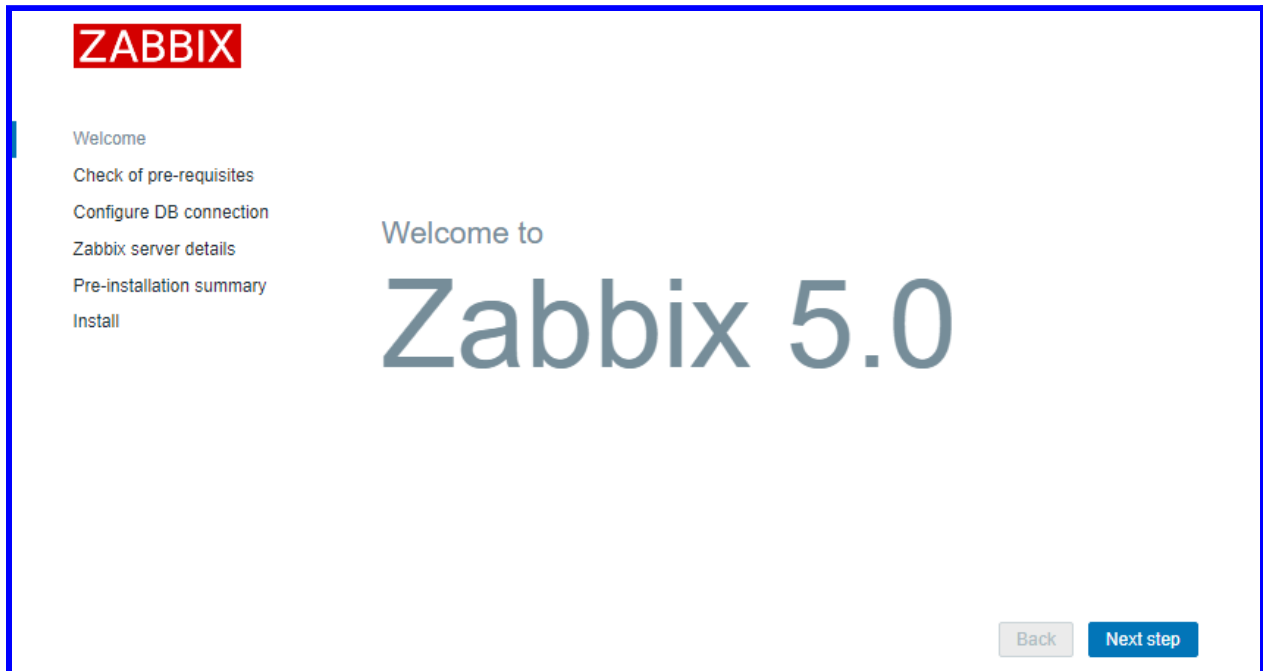 ZABBIX
Welcome
Check of pre-requisites
Configure DB connection
Zabbix server details
Pre-installation summary
Install
Welcome to
Zabbix 5.0
Back
Next step